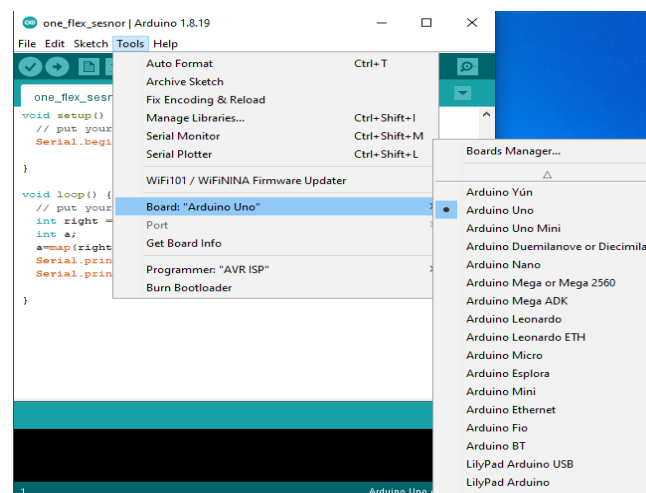 one_flex_sesnor | Arduino 1.8.19
File Edit Sketch Tools Help
one_flex_sesr
void setup()
// put your
Serial.begi
}
void loop() {
// put your
int right =
int a;
a=map(right
Serial.prin
Serial.prin
}
Auto Format Ctrl+T
Archive Sketch
Fix Encoding & Reload
Manage Libraries... Ctrl+Shift+I
Serial Monitor Ctrl+Shift+M
Serial Plotter Ctrl+Shift+L
WiFi101 / WiFiNINA Firmware Updater
Board: "Arduino Uno"
Port
Get Board Info
Programmer: "AVR ISP"
Burn Bootloader
Boards Manager...
Arduino Yún
Arduino Uno
Arduino Uno Mini
Arduino Duemilanove or Diecimila
Arduino Nano
Arduino Mega or Mega 2560
Arduino Mega ADK
Arduino Leonardo
Arduino Leonardo ETH
Arduino Micro
Arduino Esplora
Arduino Mini
Arduino Ethernet
Arduino Fio
Arduino BT
LilyPad Arduino USB
LilyPad Arduino
1 Arduino Uno